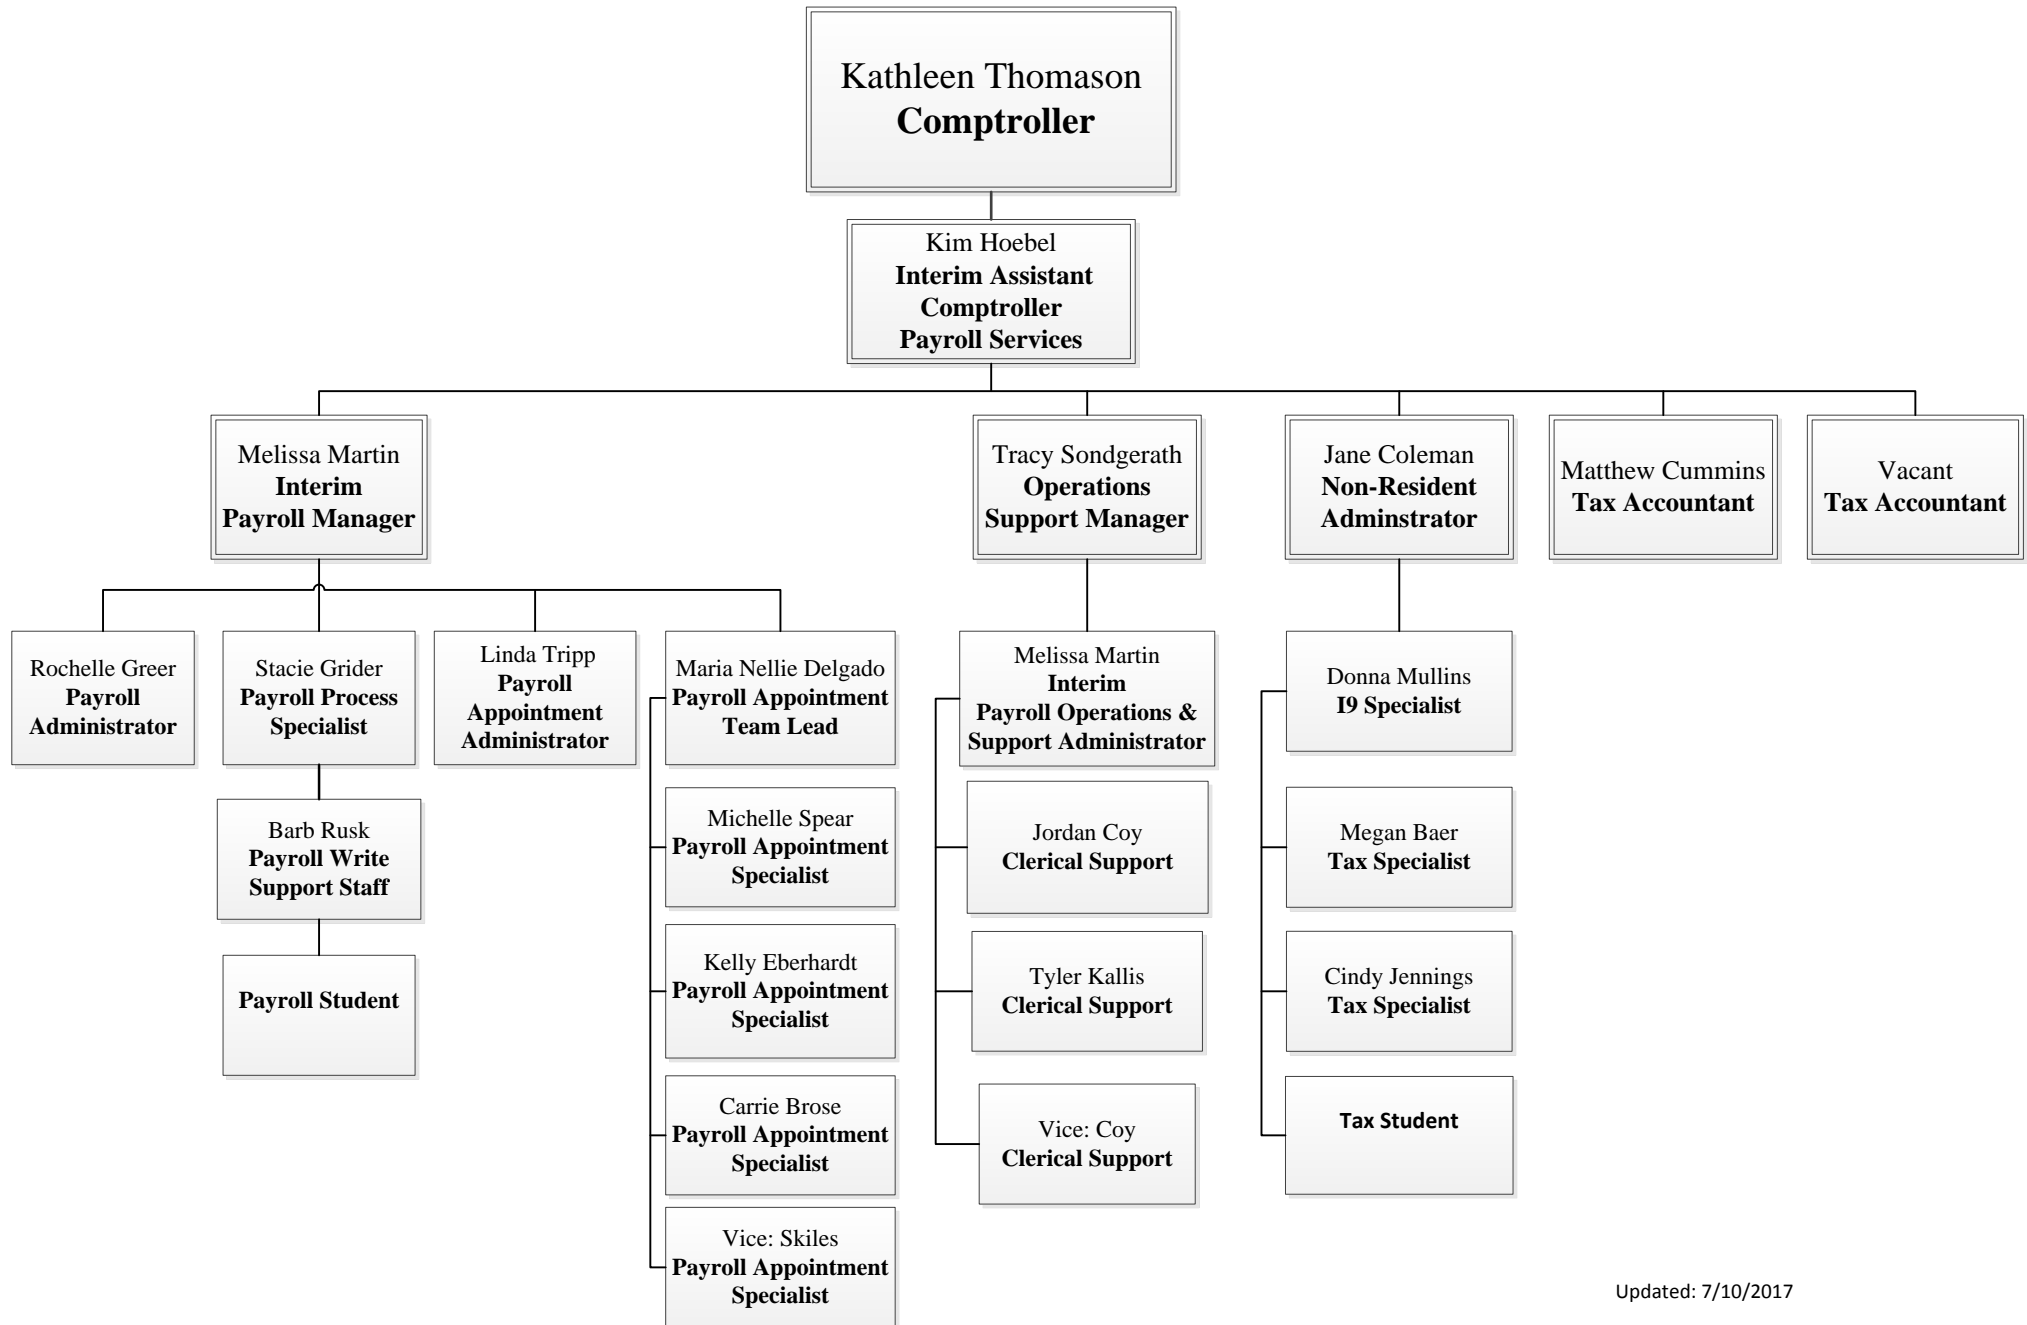 Kathleen Thomason
Comptroller
Kim Hoebel
Interim Assistant
Comptroller
Payroll Services
Melissa Martin
Interim
Payroll Manager
Tracy Sondgerath
Operations
Support Manager
Jane Coleman
Non-Resident
Adminstrator
Matthew Cummins
Tax Accountant
Vacant
Tax Accountant
Rochelle Greer
Payroll
Administrator
Stacie Grider
Payroll Process
Specialist
Linda Tripp
Payroll
Appointment
Administrator
Maria Nellie Delgado
Payroll Appointment
Team Lead
Melissa Martin
Interim
Payroll Operations &
Support Administrator
Donna Mullins
I9 Specialist
Barb Rusk
Payroll Write
Support Staff
Michelle Spear
Payroll Appointment
Specialist
Jordan Coy
Clerical Support
Megan Baer
Tax Specialist
Payroll Student
Kelly Eberhardt
Payroll Appointment
Specialist
Tyler Kallis
Clerical Support
Cindy Jennings
Tax Specialist
Carrie Brose
Payroll Appointment
Specialist
Vice: Coy
Clerical Support
Tax Student
Vice: Skiles
Payroll Appointment
Specialist
Updated: 7/10/2017